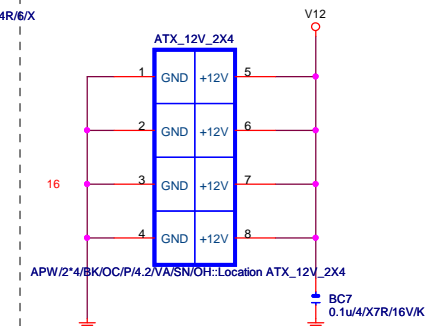 4R/6/X
V12
ATX_12V_2X4
1 GND +12V 5
2 GND +12V 6
3 GND +12V 7
16
4 GND +12V 8
APW/2*4/BK/OC/P/4.2/VA/SN/OH::Location ATX_12V_2X4
BC7
0.1u/4/X7R/16V/K